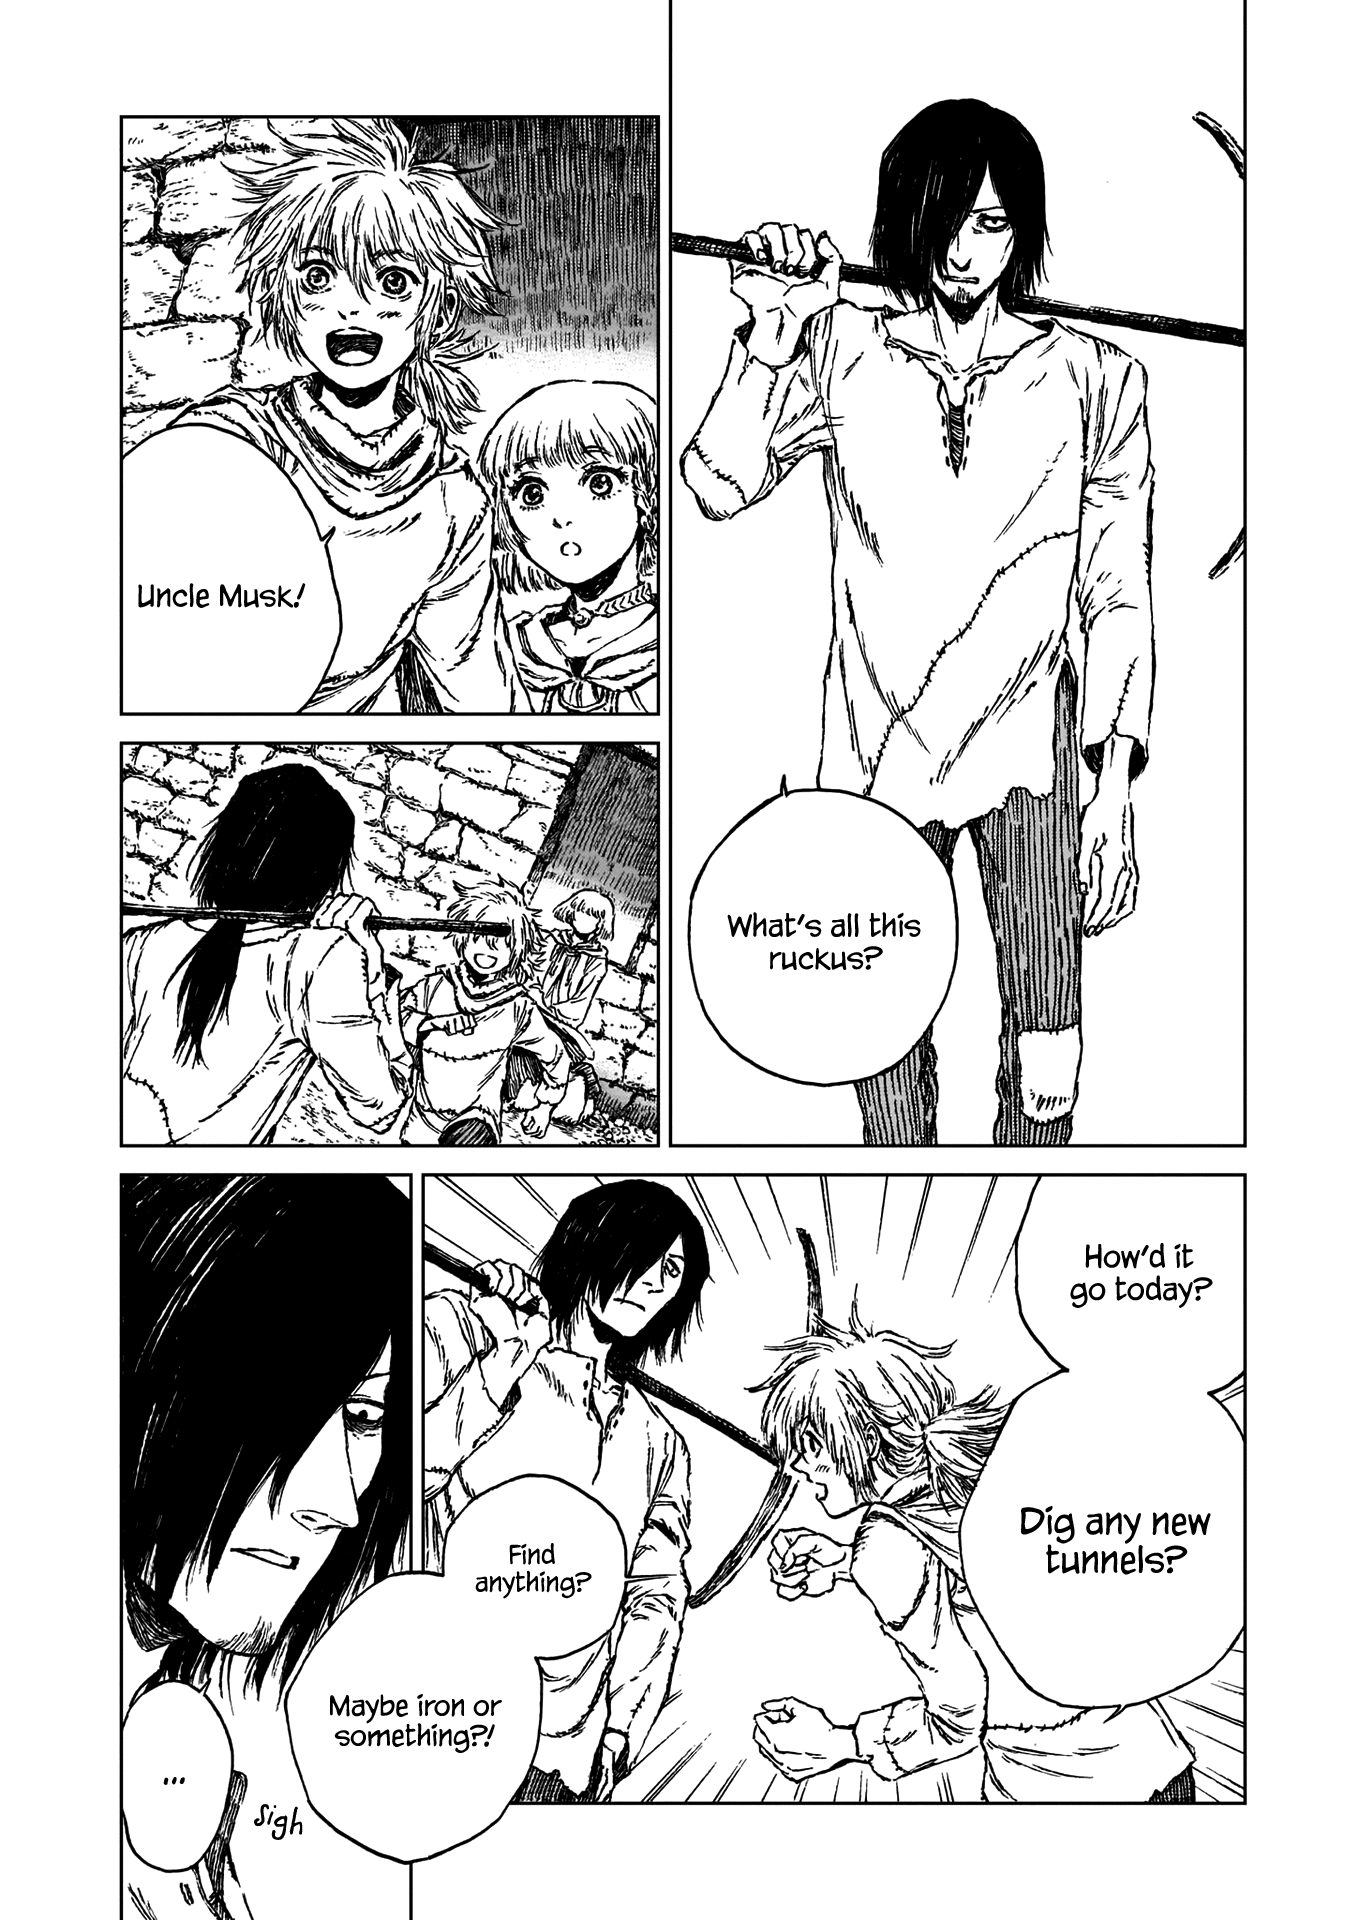 What's all this
ruckus?
Uncle Musk!
How'd it
go today?
Dig any new
tunnels?
Find
anything?
Maybe iron or
something?!
...
Sigh